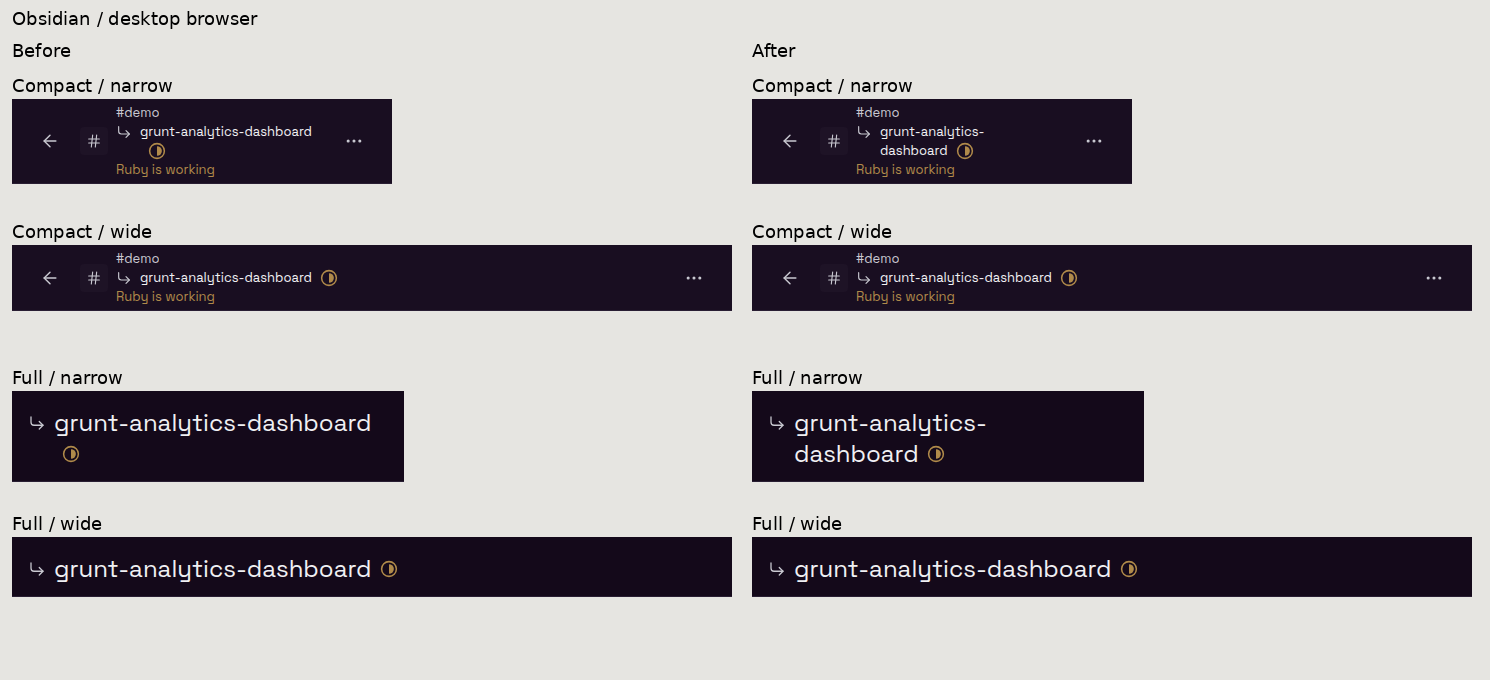 Obsidian / desktop browser
Before
Compact / narrow
#demo
grunt-analytics-dashboard
Ruby is working
Compact / wide
#demo
grunt-analytics-dashboard
Ruby is working
Full / narrow
grunt-analytics-dashboard
Full / wide
grunt-analytics-dashboard
After
Compact / narrow
#demo
grunt-analytics-
dashboard
Ruby is working
Compact / wide
#demo
grunt-analytics-dashboard
Ruby is working
Full / narrow
grunt-analytics-
dashboard
Full / wide
grunt-analytics-dashboard